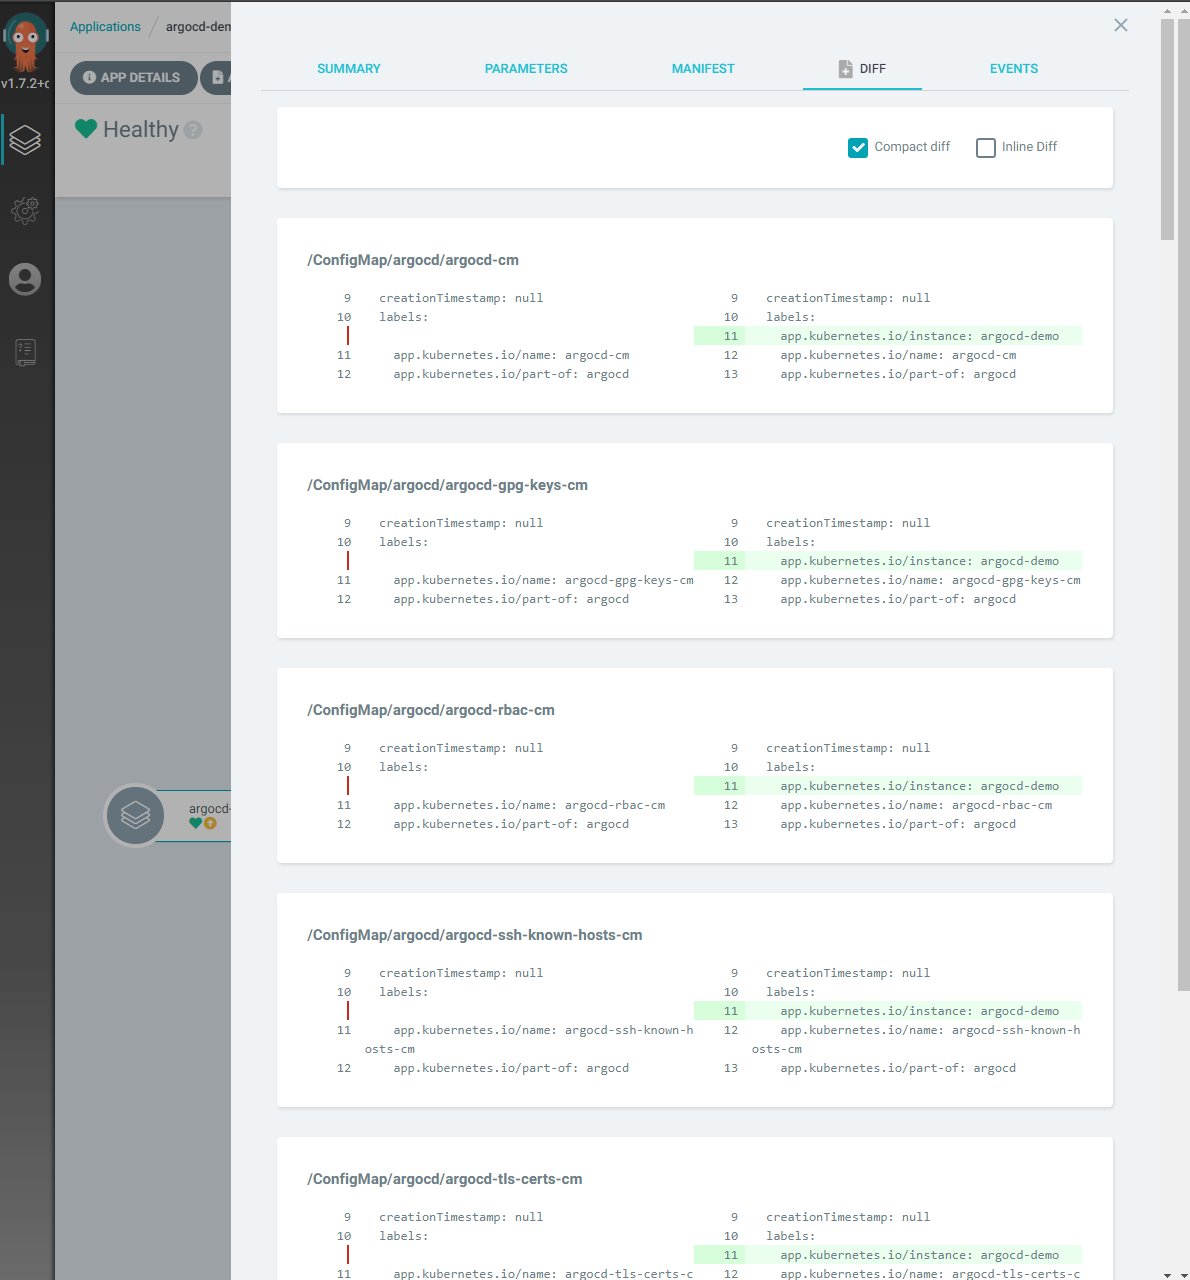 v1.7.2+c
Applications / argocd-dem
APP DETAILS
Healthy
argocd-
SUMMARY PARAMETERS MANIFEST DIFF EVENTS
Compact diff Inline Diff
/ConfigMap/argocd/argocd-cm
9 creationTimestamp: null 9 creationTimestamp: null
10 labels: 10 labels:
11 app.kubernetes.io/instance: argocd-demo
11 app.kubernetes.io/name: argocd-cm 12 app.kubernetes.io/name: argocd-cm
12 app.kubernetes.io/part-of: argocd 13 app.kubernetes.io/part-of: argocd
/ConfigMap/argocd/argocd-gpg-keys-cm
9 creationTimestamp: null 9 creationTimestamp: null
10 labels: 10 labels:
11 app.kubernetes.io/instance: argocd-demo
11 app.kubernetes.io/name: argocd-gpg-keys-cm 12 app.kubernetes.io/name: argocd-gpg-keys-cm
12 app.kubernetes.io/part-of: argocd 13 app.kubernetes.io/part-of: argocd
/ConfigMap/argocd/argocd-rbac-cm
9 creationTimestamp: null 9 creationTimestamp: null
10 labels: 10 labels:
11 app.kubernetes.io/instance: argocd-demo
11 app.kubernetes.io/name: argocd-rbac-cm 12 app.kubernetes.io/name: argocd-rbac-cm
12 app.kubernetes.io/part-of: argocd 13 app.kubernetes.io/part-of: argocd
/ConfigMap/argocd/argocd-ssh-known-hosts-cm
9 creationTimestamp: null 9 creationTimestamp: null
10 labels: 10 labels:
11 app.kubernetes.io/instance: argocd-demo
11 app.kubernetes.io/name: argocd-ssh-known-h 12 app.kubernetes.io/name: argocd-ssh-known-h
osts-cm osts-cm
12 app.kubernetes.io/part-of: argocd 13 app.kubernetes.io/part-of: argocd
/ConfigMap/argocd/argocd-tls-certs-cm
9 creationTimestamp: null 9 creationTimestamp: null
10 labels: 10 labels:
11 app.kubernetes.io/instance: argocd-demo
11 app.kubernetes.io/name: argocd-tls-certs-c 12 app.kubernetes.io/name: argocd-tls-certs-c